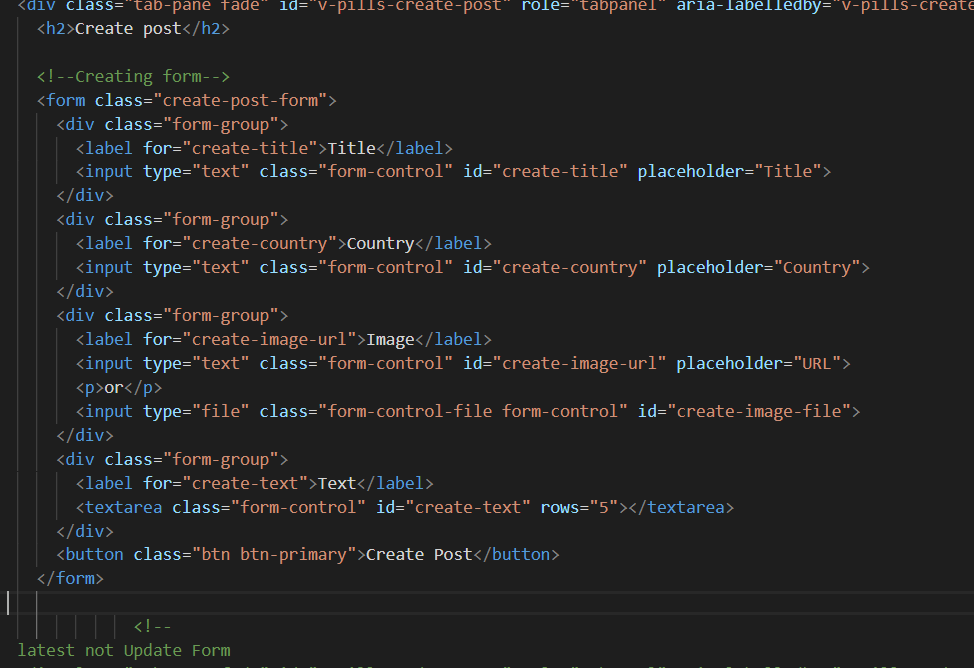 <div class="tab-pane fade" id="v-pills-create-post" role="tabpanel" aria-labelledby="v-pills-create
<h2>Create post</h2>
<!--Creating form-->
<form class="create-post-form">
<div class="form-group">
<label for="create-title">Title</label>
<input type="text" class="form-control" id="create-title" placeholder="Title">
</div>
<div class="form-group">
<label for="create-country">Country</label>
<input type="text" class="form-control" id="create-country" placeholder="Country">
</div>
<div class="form-group">
<label for="create-image-url">Image</label>
<input type="text" class="form-control" id="create-image-url" placeholder="URL">
<p>or</p>
<input type="file" class="form-control-file form-control" id="create-image-file">
</div>
<div class="form-group">
<label for="create-text">Text</label>
<textarea class="form-control" id="create-text" rows="5"></textarea>
</div>
<button class="btn btn-primary">Create Post</button>
</form>
<!--
latest not Update Form